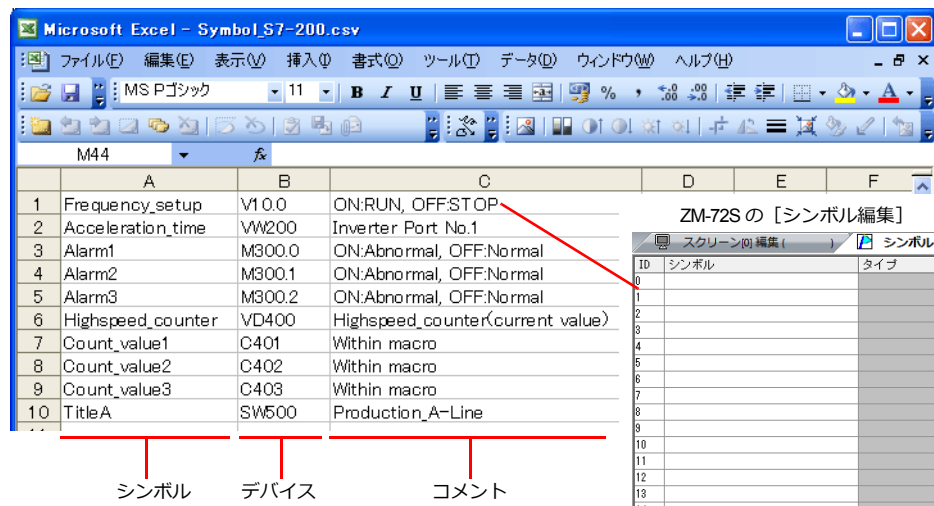 Microsoft Excel - Symbol_S7-200.csv
ファイル(F) 編集(E) 表示(V) 挿入(I) 書式(O) ツール(T) データ(D) ウィンドウ(W) ヘルプ(H)
MS Pゴシック 11 B I U % , A
M44 fx
A B C D E F
1 Frequency_setup V10.0 ON:RUN, OFF:STOP
2 Acceleration_time VW200 Inverter Port No.1
3 Alarm1 M300.0 ON:Abnormal, OFF:Normal
4 Alarm2 M300.1 ON:Abnormal, OFF:Normal
5 Alarm3 M300.2 ON:Abnormal, OFF:Normal
6 Highspeed_counter VD400 Highspeed_counter(current value)
7 Count_value1 C401 Within macro
8 Count_value2 C402 Within macro
9 Count_value3 C403 Within macro
10 TitleA SW500 Production_A-Line
シンボル デバイス コメント
ZM-72S の［シンボル編集］
スクリーン[0] 編集 ( ) シンボル
ID シンボル タイプ
0
1
2
3
4
5
6
7
8
9
10
11
12
13